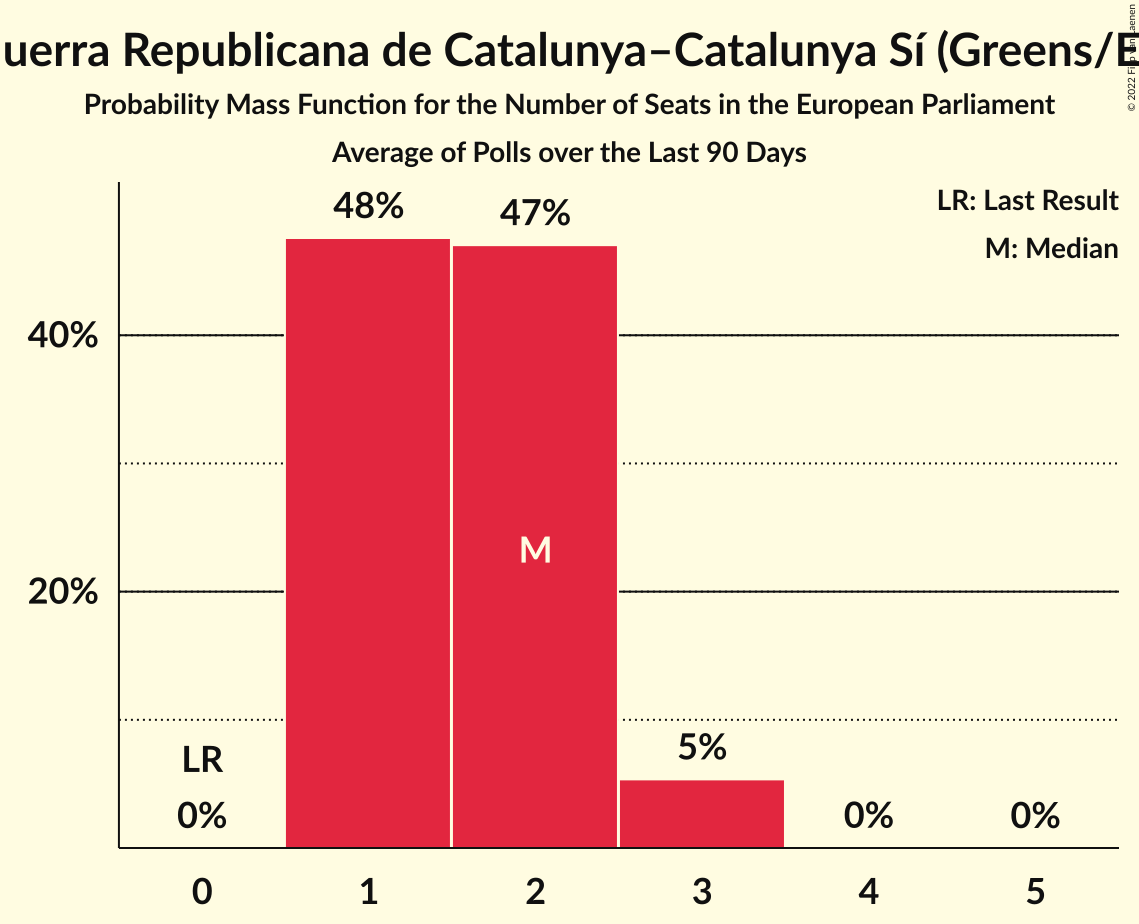 uerra Republicana de Catalunya–Catalunya Sí (Greens/E
Probability Mass Function for the Number of Seats in the European Parliament
Average of Polls over the Last 90 Days
LR: Last Result
M: Median
48%
47%
40%
M
20%
5%
LR
0%
0%
0%
0 1 2 3 4 5